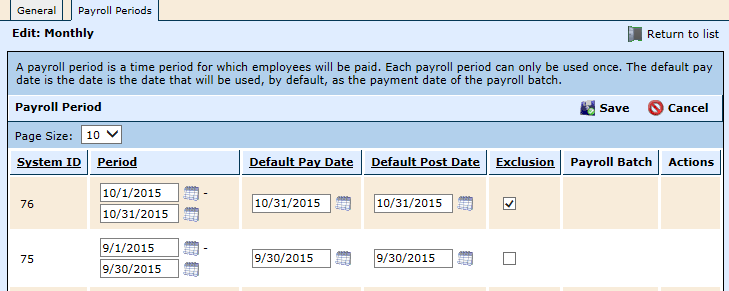 General Payroll Periods
Edit: Monthly Return to list
A payroll period is a time period for which employees will be paid. Each payroll period can only be used once. The default pay
date is the date is the date that will be used, by default, as the payment date of the payroll batch.
Payroll Period Save Cancel
Page Size: 10
System ID Period Default Pay Date Default Post Date Exclusion Payroll Batch Actions
76 10/1/2015 - 10/31/2015 10/31/2015 10/31/2015
75 9/1/2015 - 9/30/2015 9/30/2015 9/30/2015